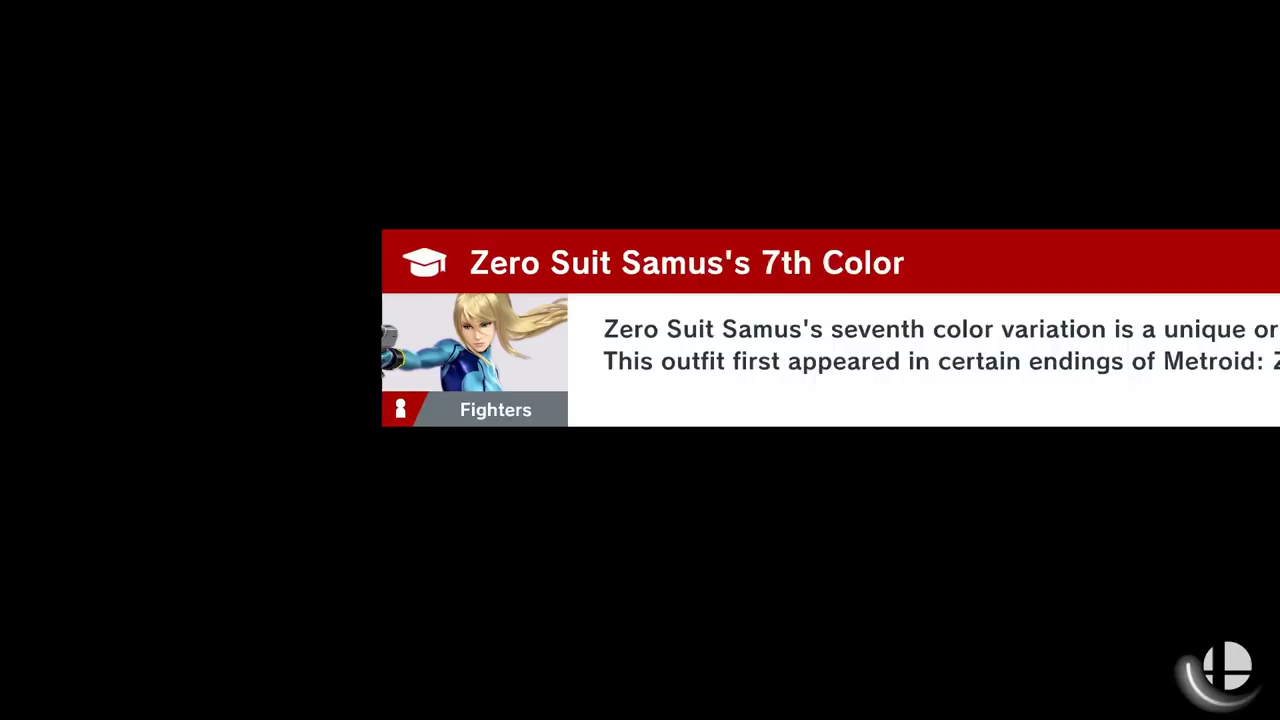 Zero Suit Samus's 7th Color
Zero Suit Samus's seventh color variation is a unique or
This outfit first appeared in certain endings of Metroid: Z
Fighters